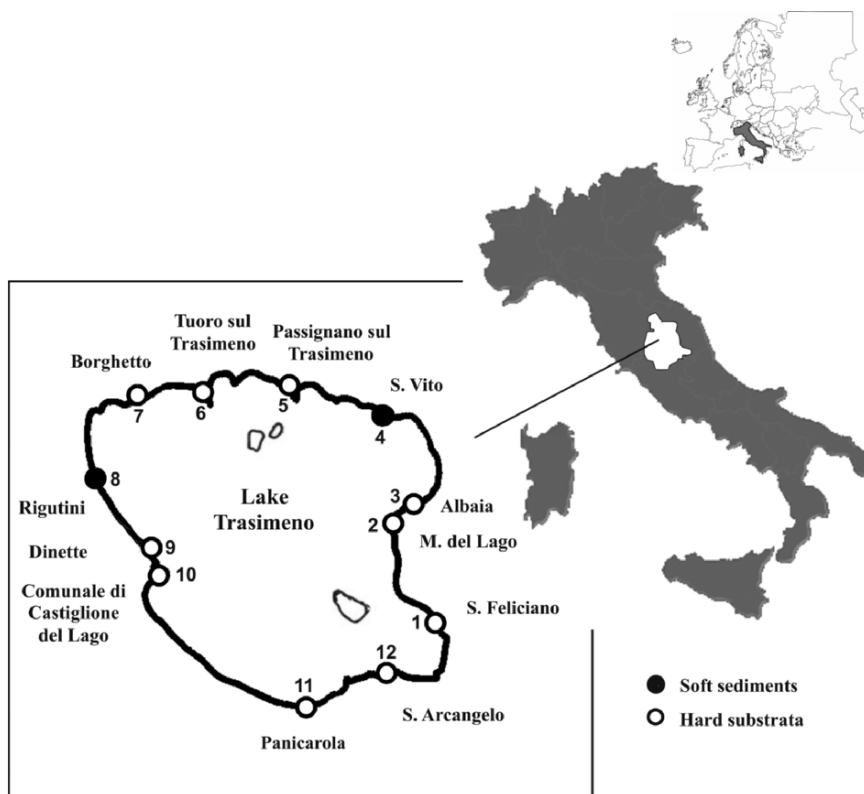 Tuoro sul
Trasimeno
Passignano sul
Trasimeno
Borghetto
S. Vito
7
6
5
4
8
Rigutini
Lake
Trasimeno
3
Albaia
2
M. del Lago
Dinette
9
10
Comunale di
Castiglione
del Lago
S. Feliciano
1
12
11
S. Arcangelo
Panicarola
Soft sediments
Hard substrata